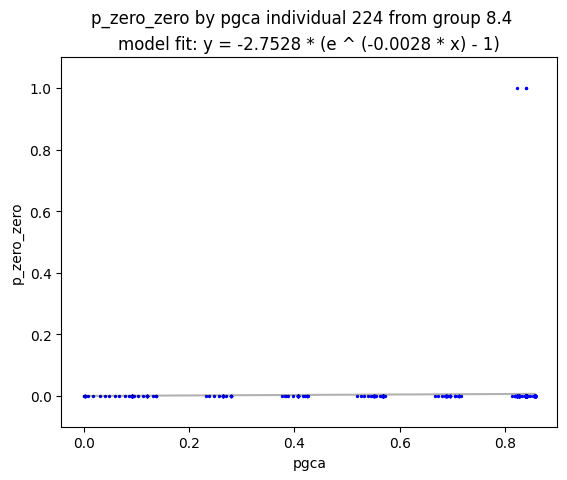 p_zero_zero by pgca individual 224 from group 8.4
model fit: y = -2.7528 * (e ^ (-0.0028 * x) - 1)
1.0
0.8
0.6
0.4
0.2
0.0
p_zero_zero
0.0 0.2 0.4 0.6 0.8
pgca